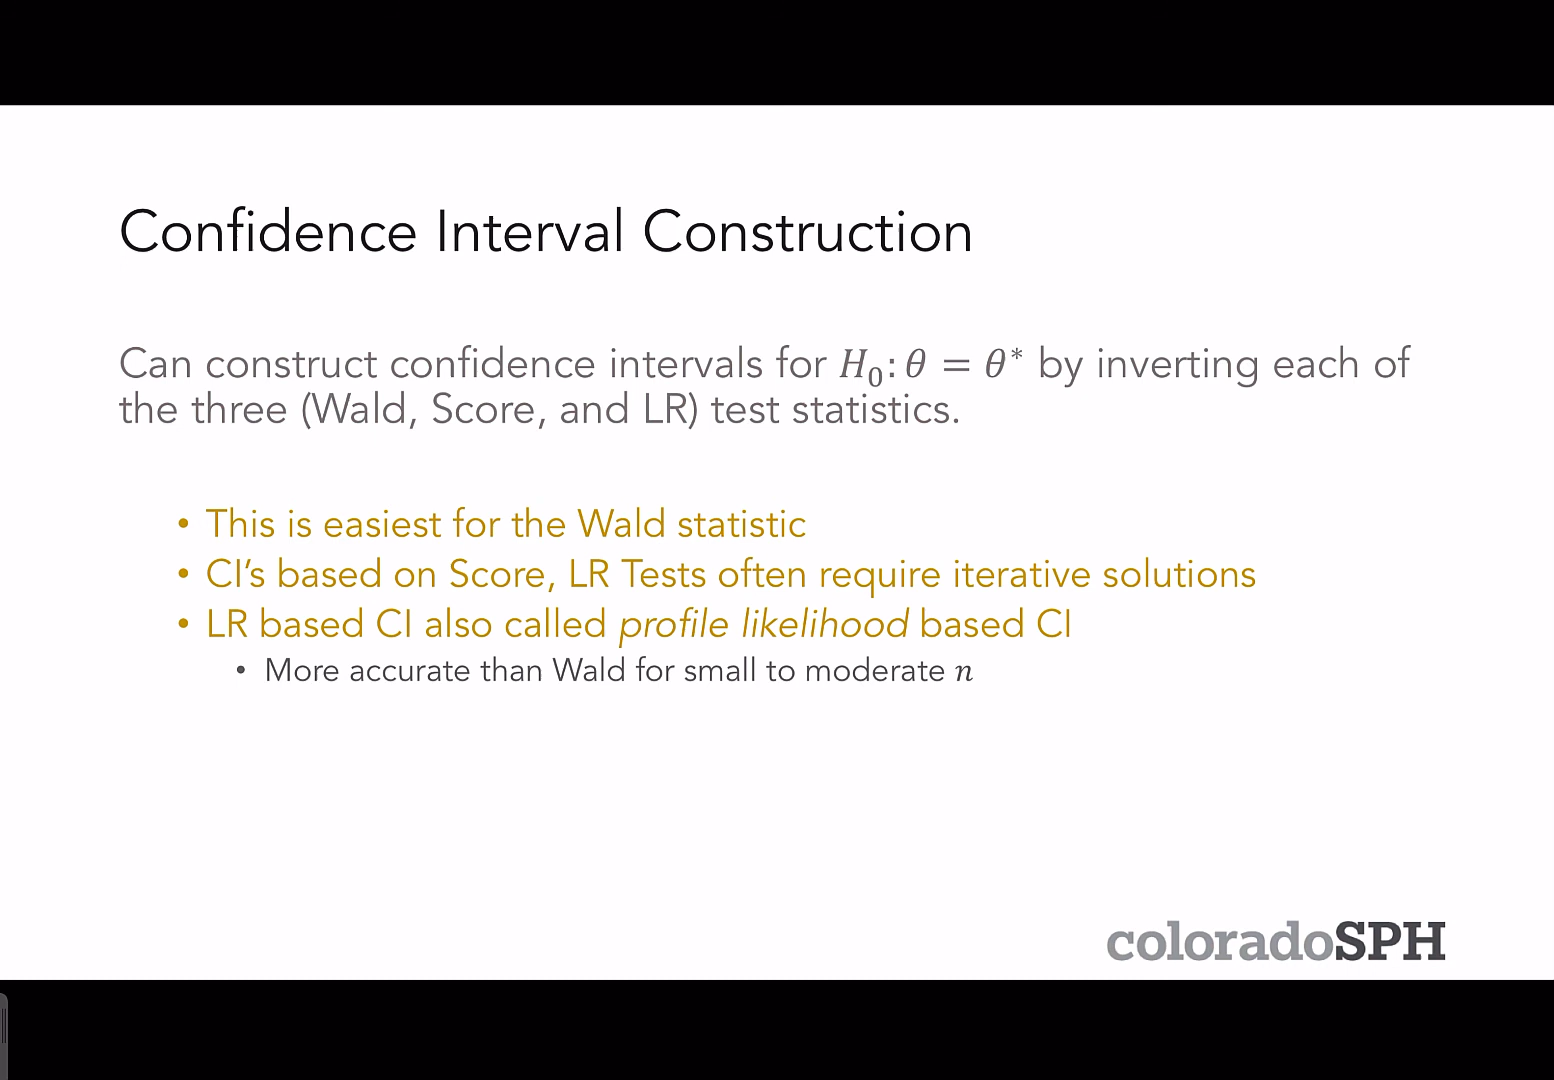 Confidence Interval Construction
Can construct confidence intervals for H₀: θ = θ* by inverting each of
the three (Wald, Score, and LR) test statistics.
• This is easiest for the Wald statistic
• CI’s based on Score, LR Tests often require iterative solutions
• LR based CI also called profile likelihood based CI
• More accurate than Wald for small to moderate n
coloradoSPH